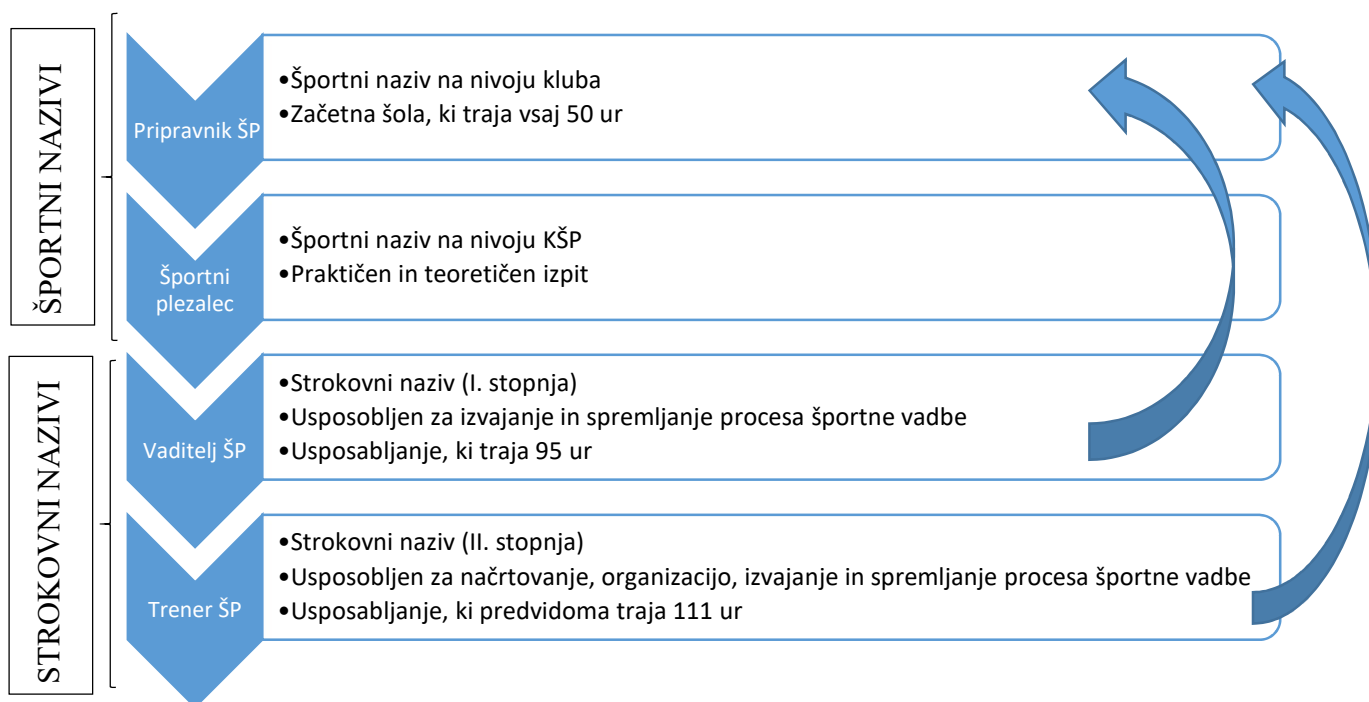 ŠPORTNI NAZIVI
Pripravnik ŠP
•Športni naziv na nivoju kluba
•Začetna šola, ki traja vsaj 50 ur
Športni
plezalec
•Športni naziv na nivoju KŠP
•Praktičen in teoretičen izpit
STROKOVNI NAZIVI
Vaditelj ŠP
•Strokovni naziv (I. stopnja)
•Usposobljen za izvajanje in spremljanje procesa športne vadbe
•Usposabljanje, ki traja 95 ur
Trener ŠP
•Strokovni naziv (II. stopnja)
•Usposobljen za načrtovanje, organizacijo, izvajanje in spremljanje procesa športne vadbe
•Usposabljanje, ki predvidoma traja 111 ur